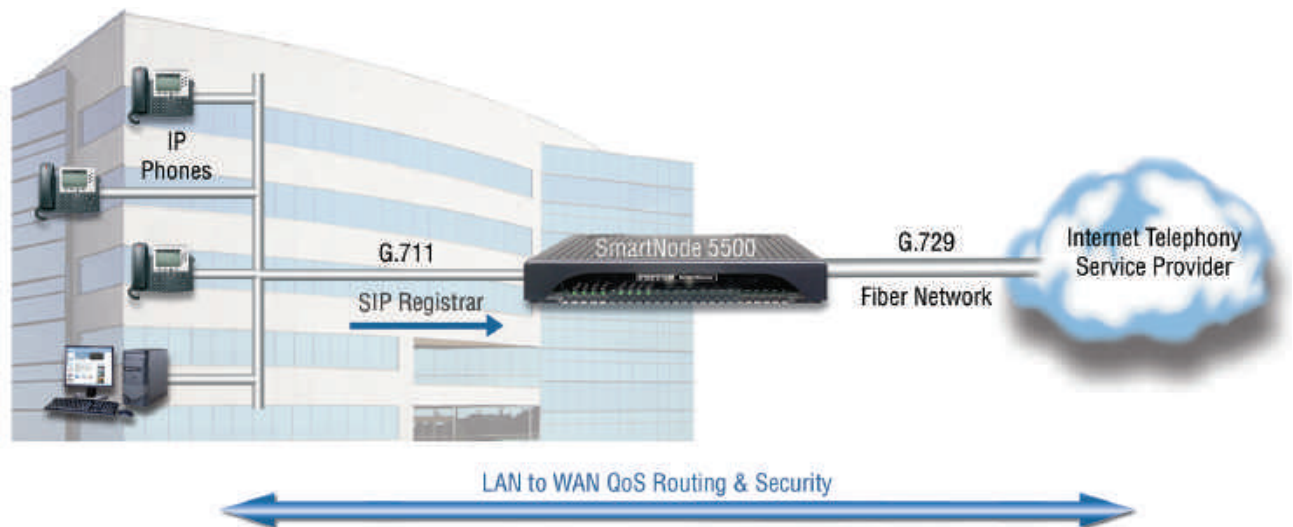 IP
Phones
G.711
SIP Registrar
SmartNode 5500
G.729
Fiber Network
Internet Telephony
Service Provider
LAN to WAN QoS Routing & Security